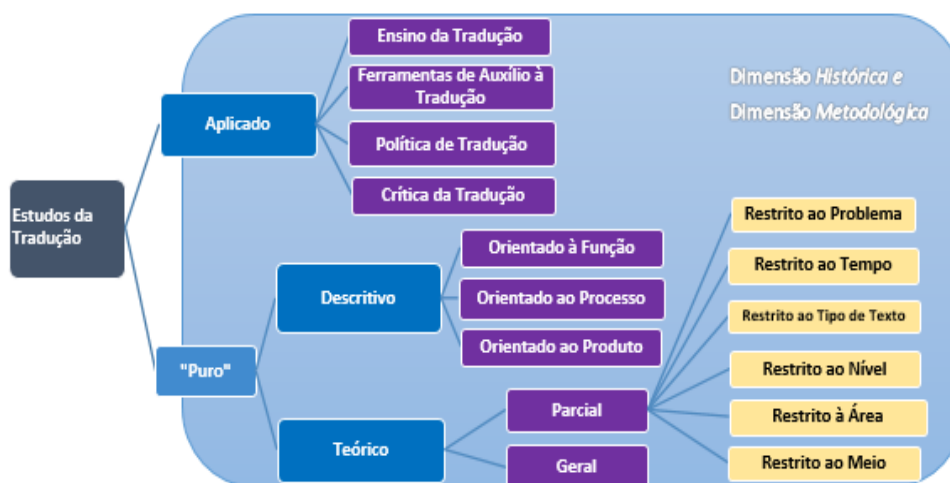 Ensino da Tradução
Ferramentas de Auxílio à
Tradução
Dimensão Histórica e
Dimensão Metodológica
Aplicado
Política de Tradução
Crítica da Tradução
Estudos da
Tradução
Restrito ao Problema
Orientado à Função
Restrito ao Tempo
Descritivo
Orientado ao Processo
Restrito ao Tipo de Texto
Orientado ao Produto
"Puro"
Restrito ao Nível
Parcial
Restrito à Área
Teórico
Geral
Restrito ao Meio